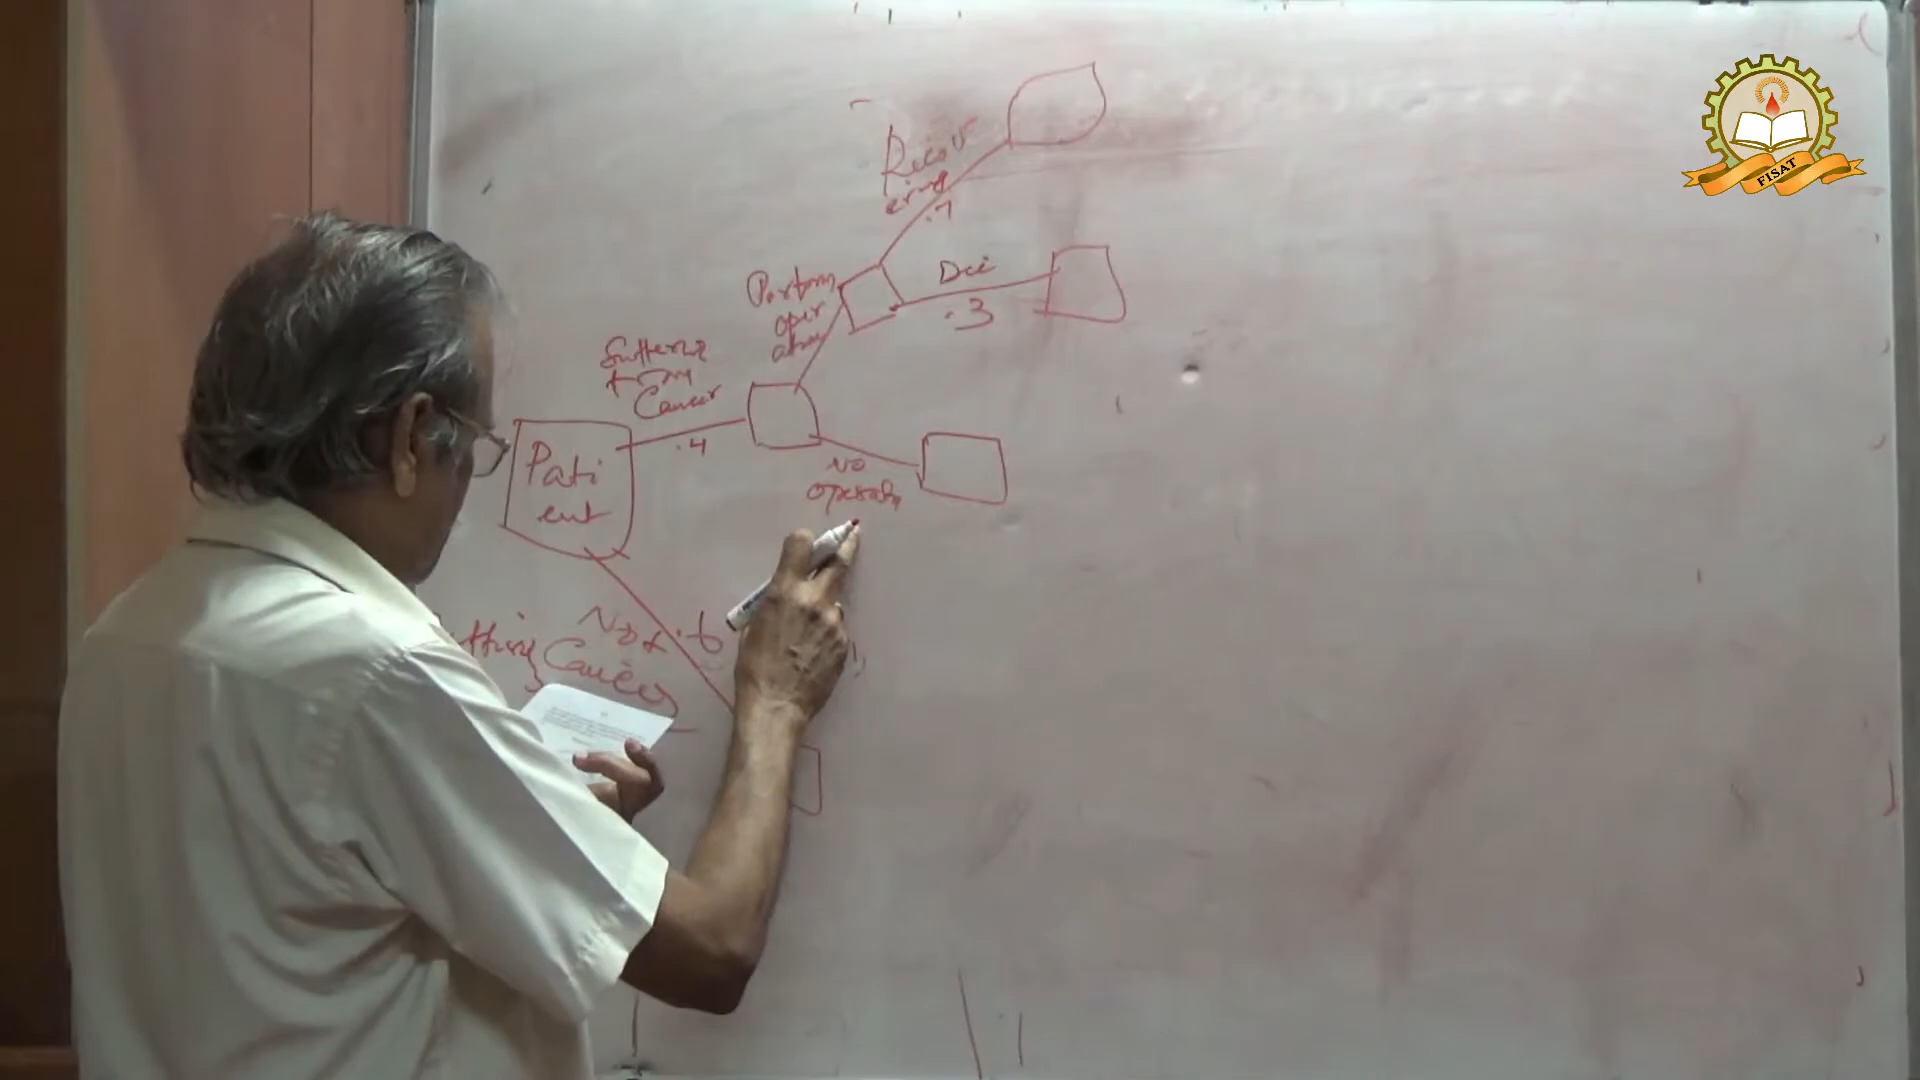 Recov
ering
.7
Die
.3
Perform
oper
ation
Suffering
from
Cancer
.4
Pati
ent
No
operation
Not
.6
Cancer
FISAT